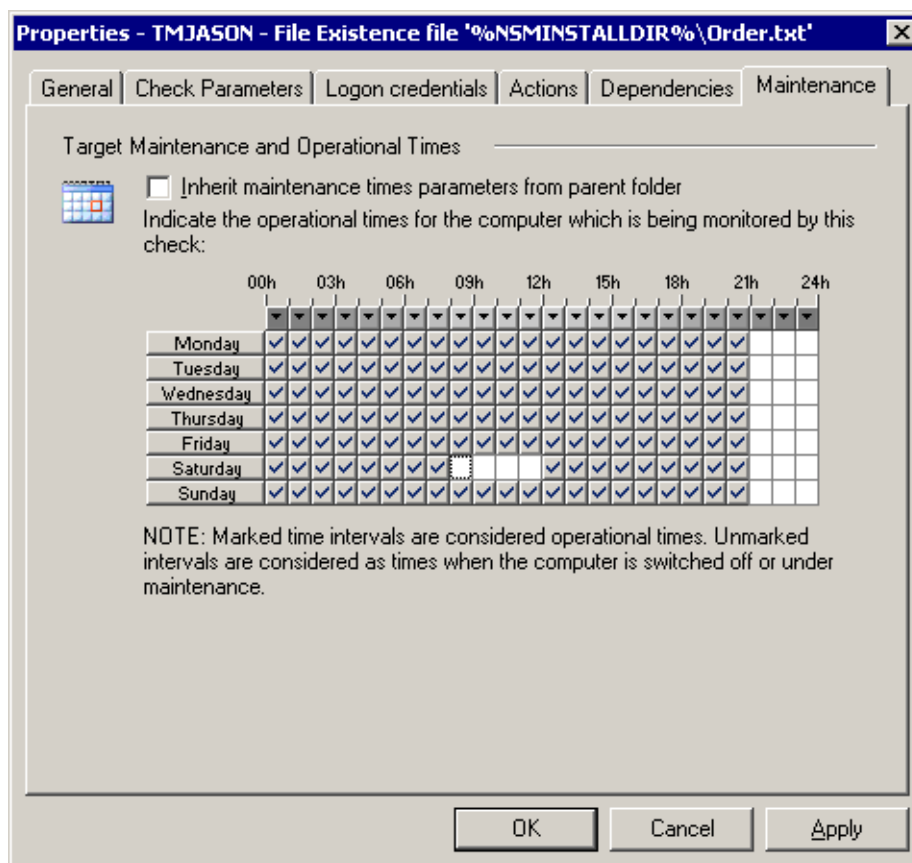 Properties - TMJASON - File Existence file '%NSMINSTALLDIR%\Order.txt'
General Check Parameters Logon credentials Actions Dependencies Maintenance
Target Maintenance and Operational Times
Inherit maintenance times parameters from parent folder
Indicate the operational times for the computer which is being monitored by this
check:
00h 03h 06h 09h 12h 15h 18h 21h 24h
Monday
Tuesday
Wednesday
Thursday
Friday
Saturday
Sunday
NOTE: Marked time intervals are considered operational times. Unmarked
intervals are considered as times when the computer is switched off or under
maintenance.
OK Cancel Apply